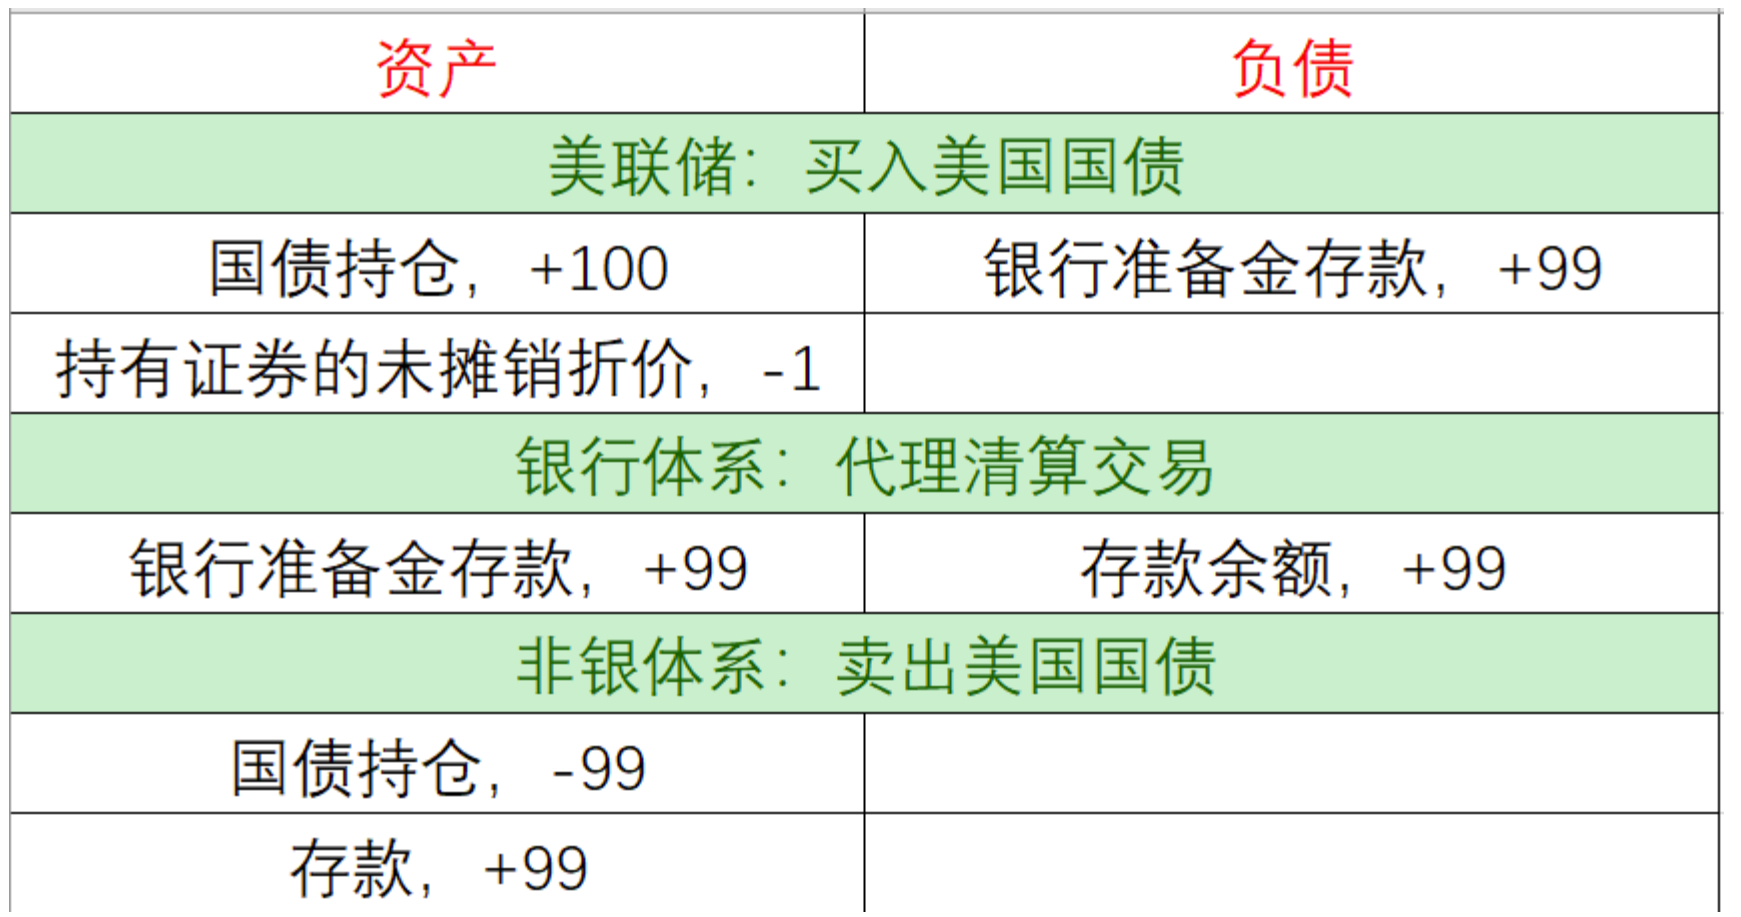 资产 负债
美联储：买入美国国债
国债持仓，+100 银行准备金存款，+99
持有证券的未摊销折价，-1
银行体系：代理清算交易
银行准备金存款，+99 存款余额，+99
非银体系：卖出美国国债
国债持仓，-99
存款，+99